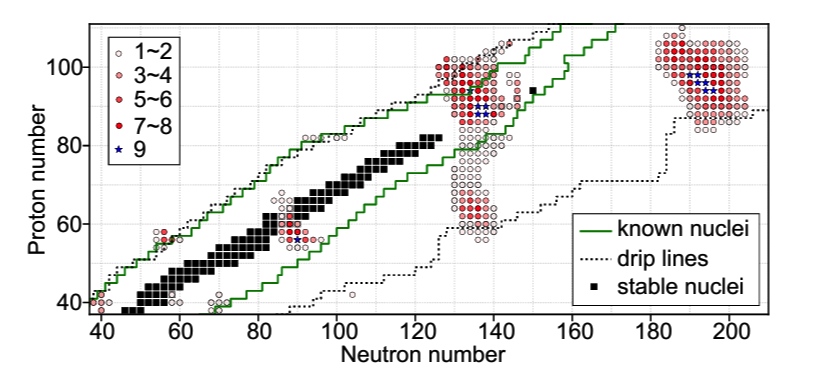 1~2
3~4
5~6
7~8
9
100
80
60
40
Proton number
known nuclei
drip lines
stable nuclei
40 60 80 100 120 140 160 180 200
Neutron number